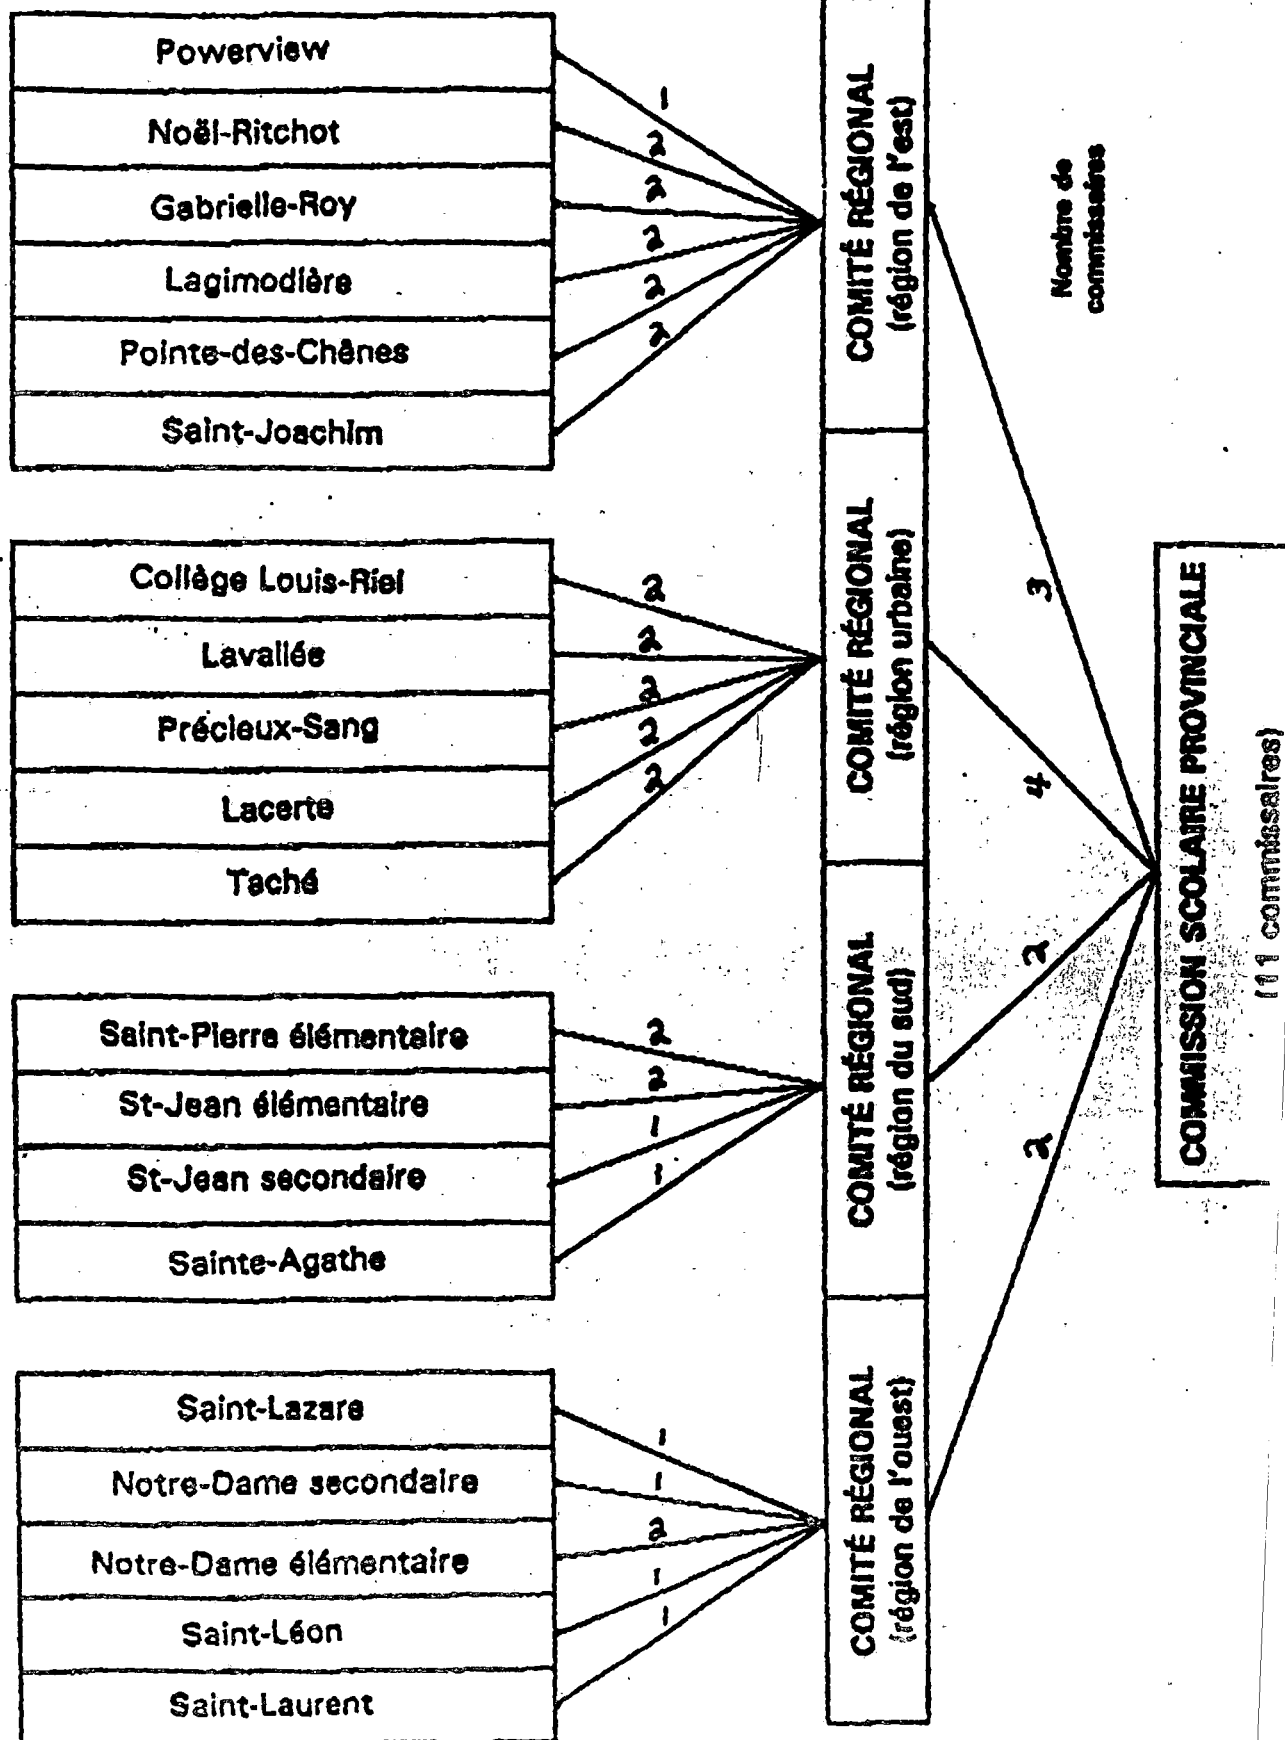 Powerview
Noël-Ritchot
Gabrielle-Roy
Lagimodière
Pointe-des-Chênes
Saint-Joachim
1
2
2
2
2
2
Collège Louis-Riel
Lavallée
Précieux-Sang
Lacerte
Taché
2
2
2
2
2
Saint-Pierre élémentaire
St-Jean élémentaire
St-Jean secondaire
Sainte-Agathe
2
2
1
1
Saint-Lazare
Notre-Dame secondaire
Notre-Dame élémentaire
Saint-Léon
Saint-Laurent
1
1
2
1
1
COMITÉ RÉGIONAL
(région de l'est)
COMITÉ RÉGIONAL
(région urbaine)
COMITÉ RÉGIONAL
(région du sud)
COMITÉ RÉGIONAL
(région de l'ouest)
Nombre de
commissaires
3
4
2
2
COMMISSION SCOLAIRE PROVINCIALE
(11 commissaires)